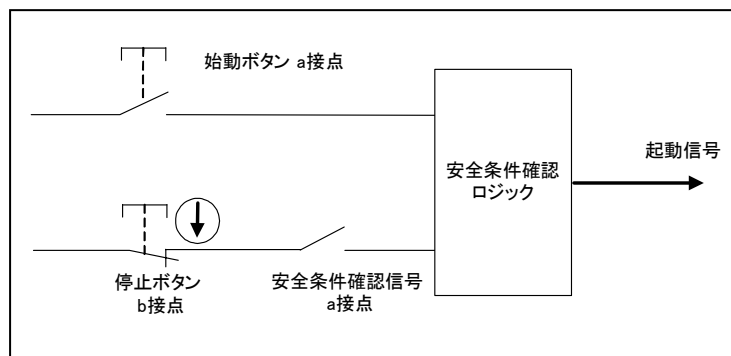 始動ボタン a接点
安全条件確認
ロジック
起動信号
停止ボタン
b接点
安全条件確認信号
a接点